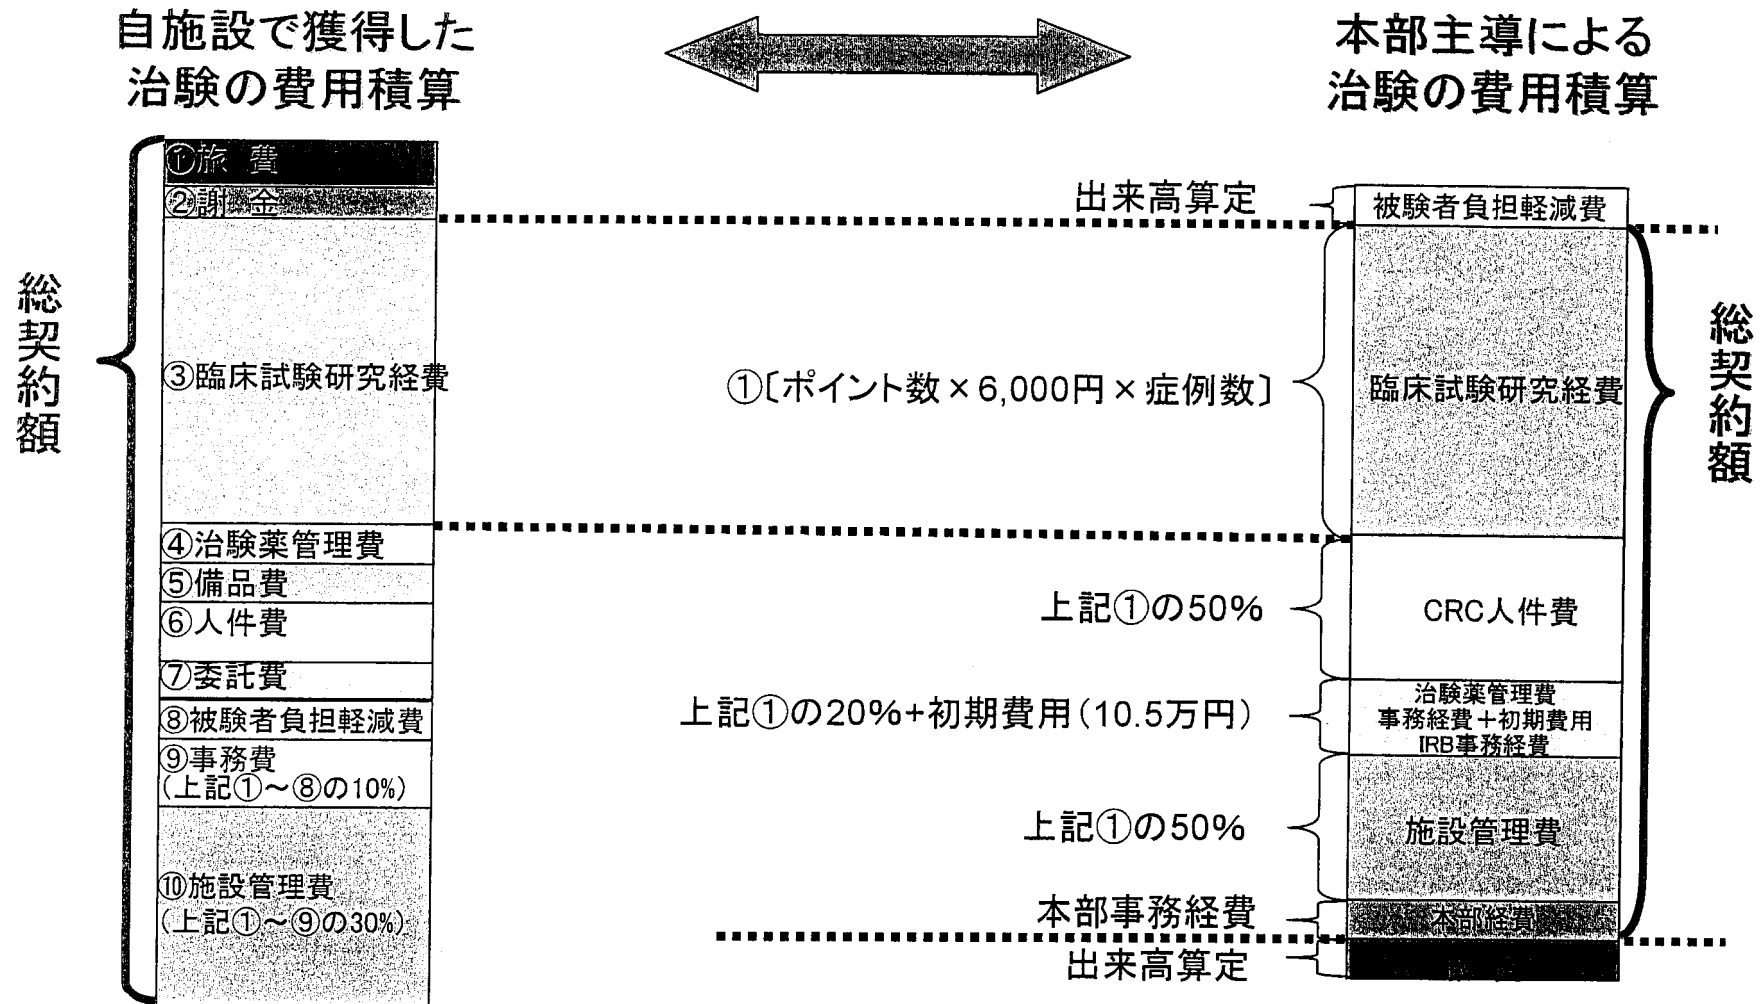 自施設で獲得した
治験の費用積算
本部主導による
治験の費用積算
総契約額
①旅 費
②謝 金
③臨床試験研究経費
④治験薬管理費
⑤備品費
⑥人件費
⑦委託費
⑧被験者負担軽減費
⑨事務費
(上記①～⑧の10%)
⑩施設管理費
(上記①～⑨の30%)
出来高算定
①〔ポイント数×6,000円×症例数〕
上記①の50%
上記①の20%+初期費用(10.5万円)
上記①の50%
本部事務経費
出来高算定
被験者負担軽減費
臨床試験研究経費
CRC人件費
治験薬管理費
事務経費+初期費用
IRB事務経費
施設管理費
本部経費
総契約額